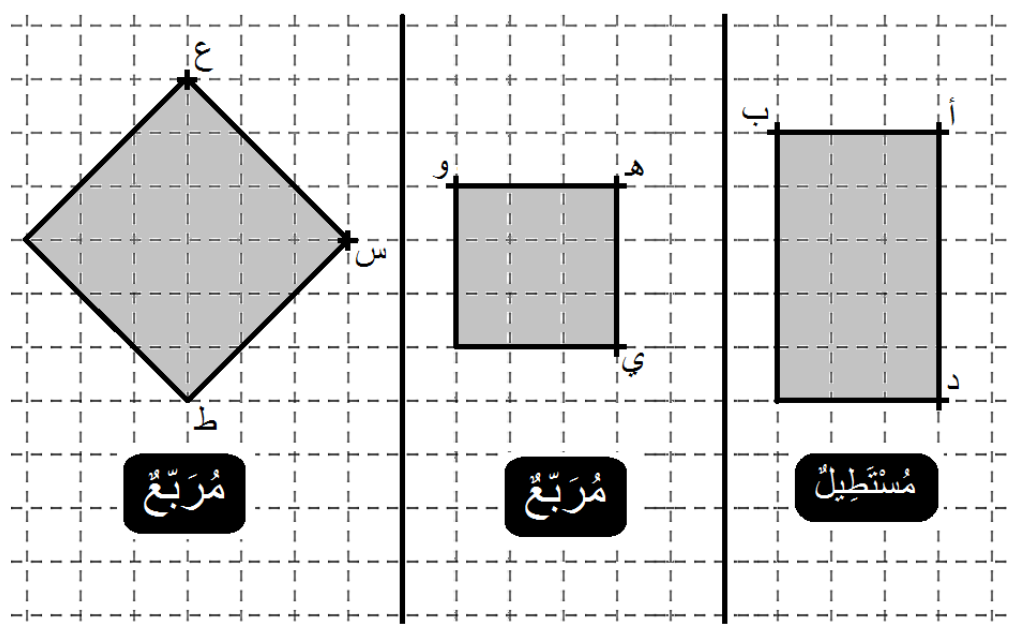 أ
ب
د
هـ
و
ي
ع
س
ط
مُسْتَطِيلٌ
مُرَبّعٌ
مُرَبّعٌ